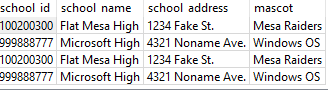 school id school name school address mascot
100200300 Flat Mesa High 1234 Fake St. Mesa Raiders
999888777 Microsoft High 4321 Noname Ave. Windows OS
100200300 Flat Mesa High 1234 Fake St. Mesa Raiders
999888777 Microsoft High 4321 Noname Ave. Windows OS